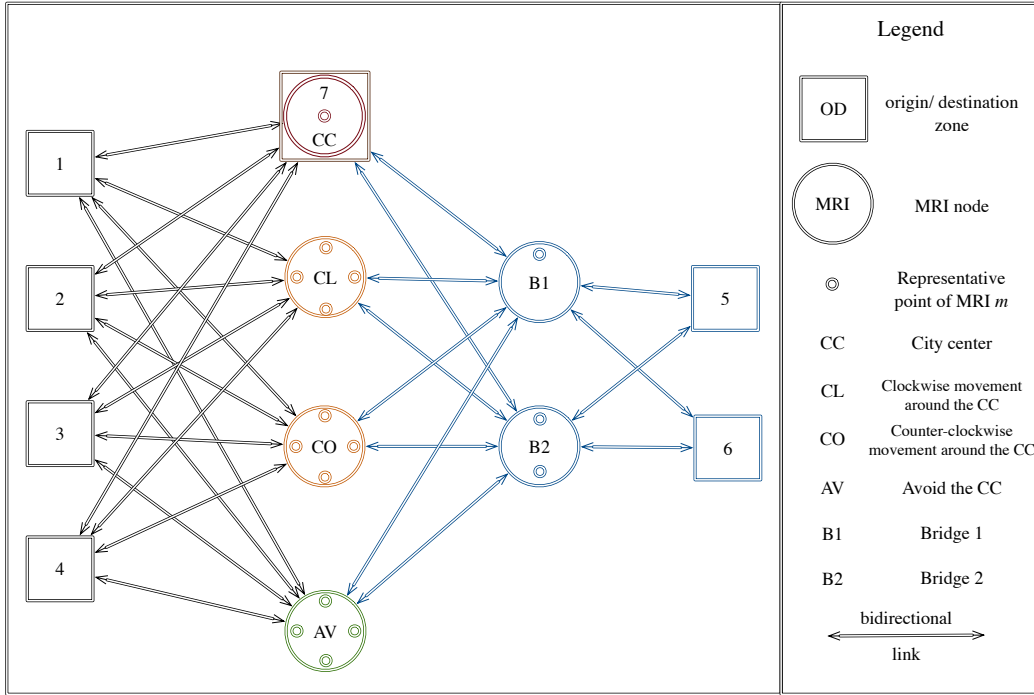 7
CC
1
CL
2
B1
5
3
CO
B2
6
4
AV
Legend
OD
origin/ destination
zone
MRI
MRI node
Representative
point of MRI m
CC
City center
CL
Clockwise movement
around the CC
CO
Counter-clockwise
movement around the CC
AV
Avoid the CC
B1
Bridge 1
B2
Bridge 2
bidirectional
link